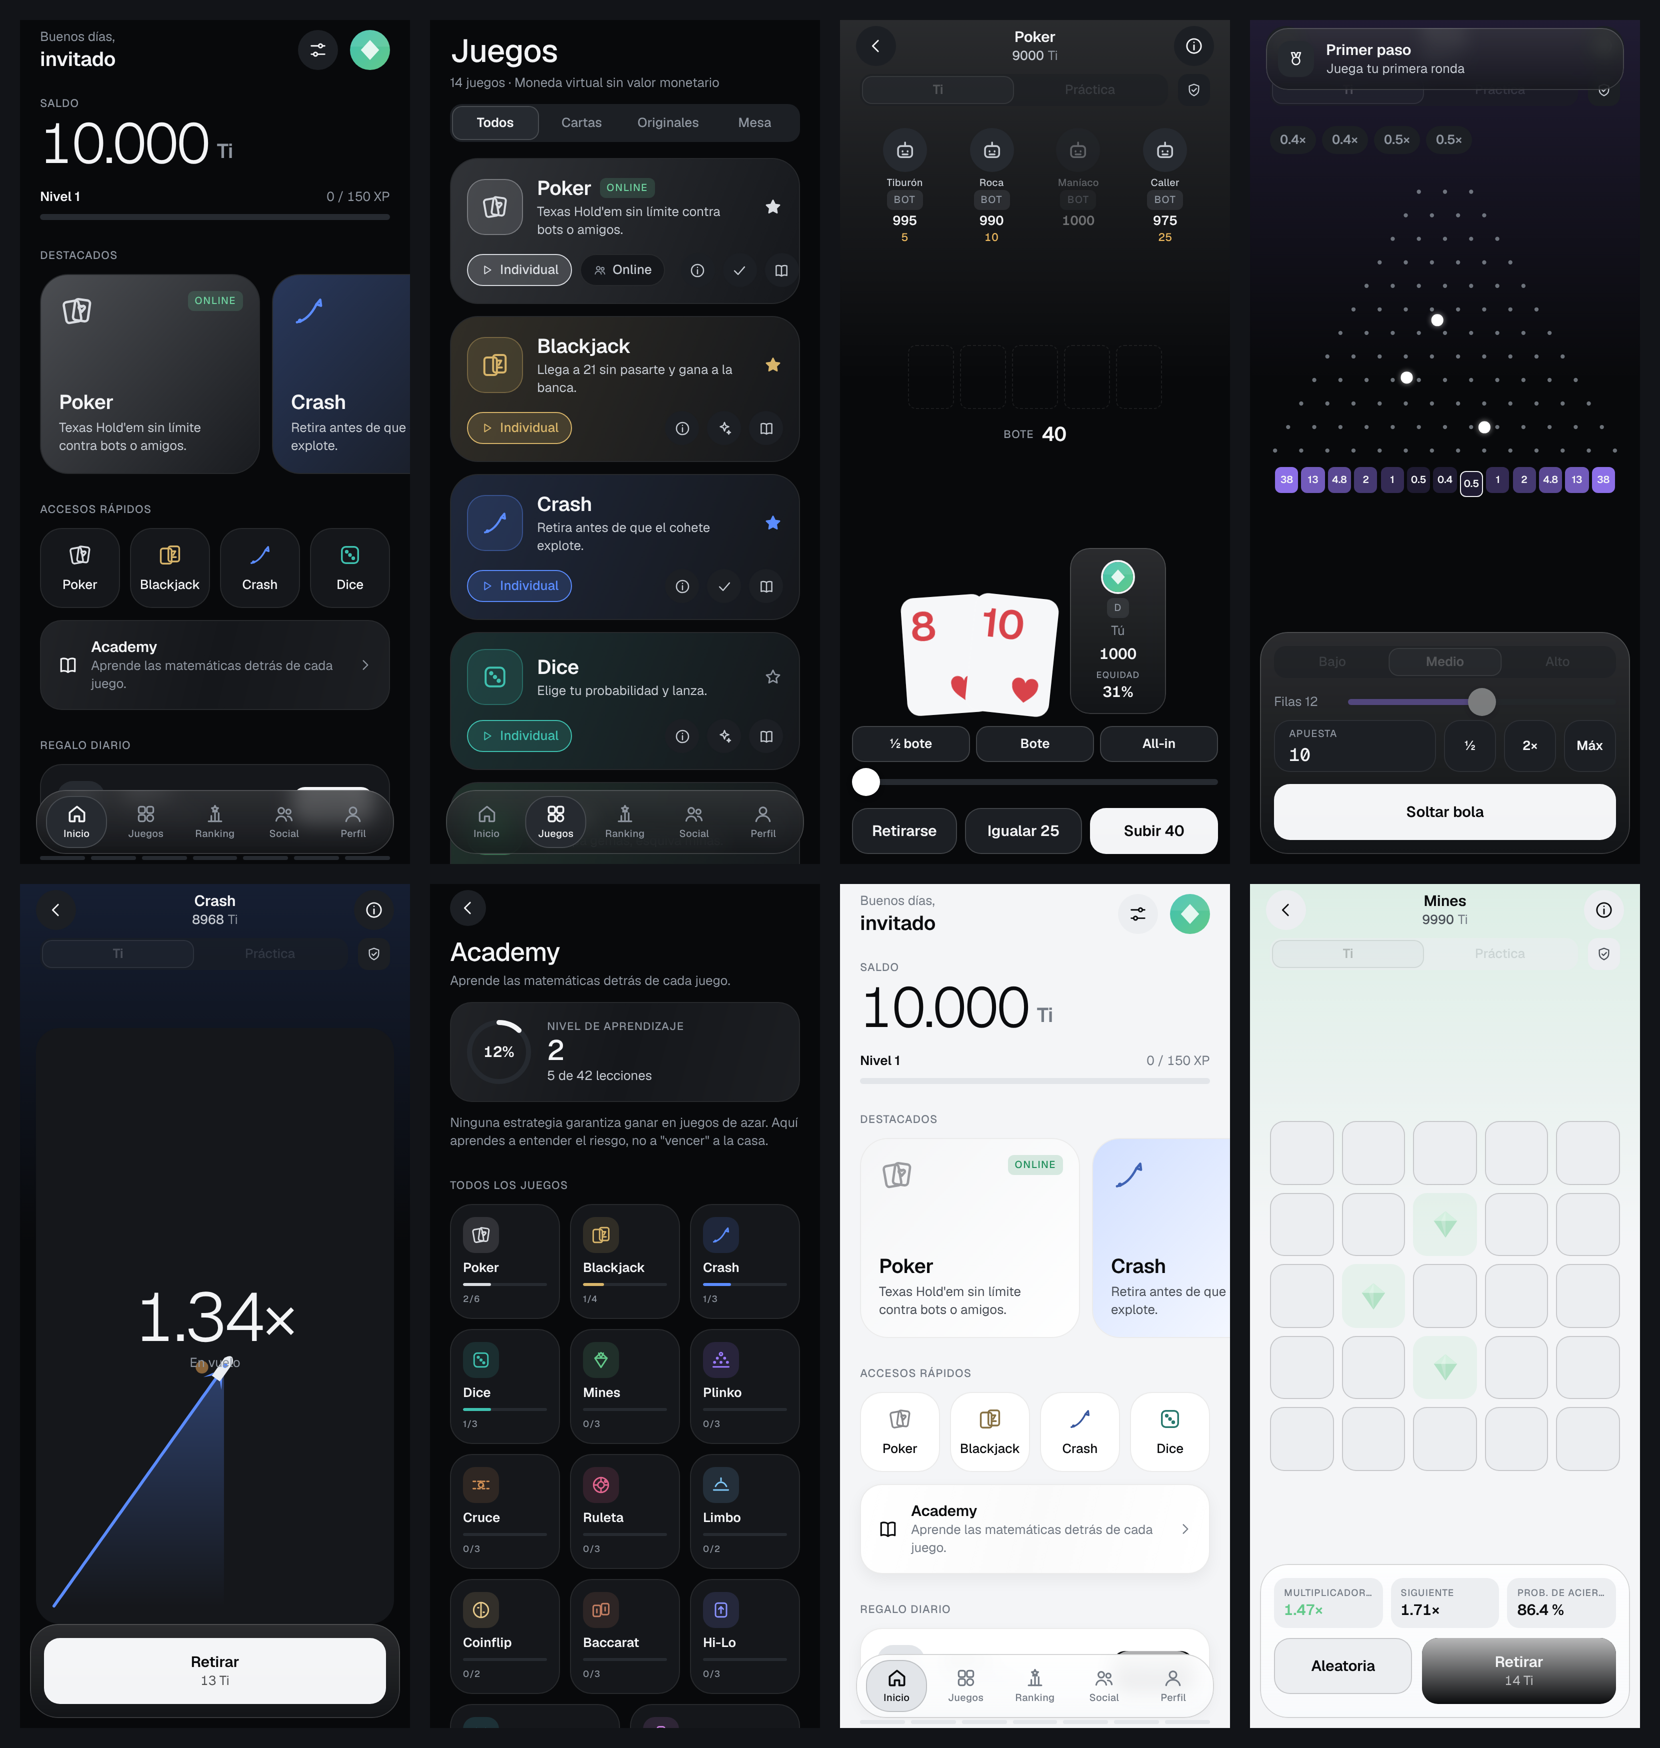 Buenos días,
invitado
SALDO
10.000 Ti
Nivel 1
0 / 150 XP
DESTACADOS
ONLINE
Poker
Texas Hold'em sin límite
contra bots o amigos.
Crash
Retira antes de que
explote.
ACCESOS RÁPIDOS
Poker
Blackjack
Crash
Dice
Academy
Aprende las matemáticas detrás de cada
juego.
REGALO DIARIO
Inicio
Juegos
Ranking
Social
Perfil
Juegos
14 juegos · Moneda virtual sin valor monetario
Todos
Cartas
Originales
Mesa
Poker ONLINE
Texas Hold'em sin límite contra
bots o amigos.
Individual
Online
Blackjack
Llega a 21 sin pasarte y gana a la
banca.
Individual
Crash
Retira antes de que el cohete
explote.
Individual
Dice
Elige tu probabilidad y lanza.
Individual
Inicio
Juegos
Ranking
Social
Perfil
Poker
9000 Ti
Ti
Práctica
Tiburón
BOT
995
5
Roca
BOT
990
10
Maníaco
BOT
1000
Caller
BOT
975
25
BOTE 40
8
10
D
Tú
1000
EQUIDAD
31%
½ bote
Bote
All-in
Retirarse
Igualar 25
Subir 40
Primer paso
Juega tu primera ronda
Ti
Práctica
0.4×
0.4×
0.5×
0.5×
38
13
4.8
2
1
0.5
0.4
0.5
1
2
4.8
13
38
Bajo
Medio
Alto
Filas 12
APUESTA
10
½
2×
Máx
Soltar bola
Crash
8968 Ti
Ti
Práctica
1.34×
En vuelo
Retirar
13 Ti
Academy
Aprende las matemáticas detrás de cada juego.
12%
NIVEL DE APRENDIZAJE
2
5 de 42 lecciones
Ninguna estrategia garantiza ganar en juegos de azar. Aquí
aprendes a entender el riesgo, no a "vencer" a la casa.
TODOS LOS JUEGOS
Poker
2/6
Blackjack
1/4
Crash
1/3
Dice
1/3
Mines
0/3
Plinko
0/3
Cruce
0/3
Ruleta
0/3
Limbo
0/2
Coinflip
0/2
Baccarat
0/3
Hi-Lo
0/3
Buenos días,
invitado
SALDO
10.000 Ti
Nivel 1
0 / 150 XP
DESTACADOS
ONLINE
Poker
Texas Hold'em sin límite
contra bots o amigos.
Crash
Retira antes de que
explote.
ACCESOS RÁPIDOS
Poker
Blackjack
Crash
Dice
Academy
Aprende las matemáticas detrás de cada
juego.
REGALO DIARIO
Inicio
Juegos
Ranking
Social
Perfil
Mines
9990 Ti
Ti
Práctica
MULTIPLICADOR...
1.47×
SIGUIENTE
1.71×
PROB. DE ACIER...
86.4 %
Aleatoria
Retirar
14 Ti